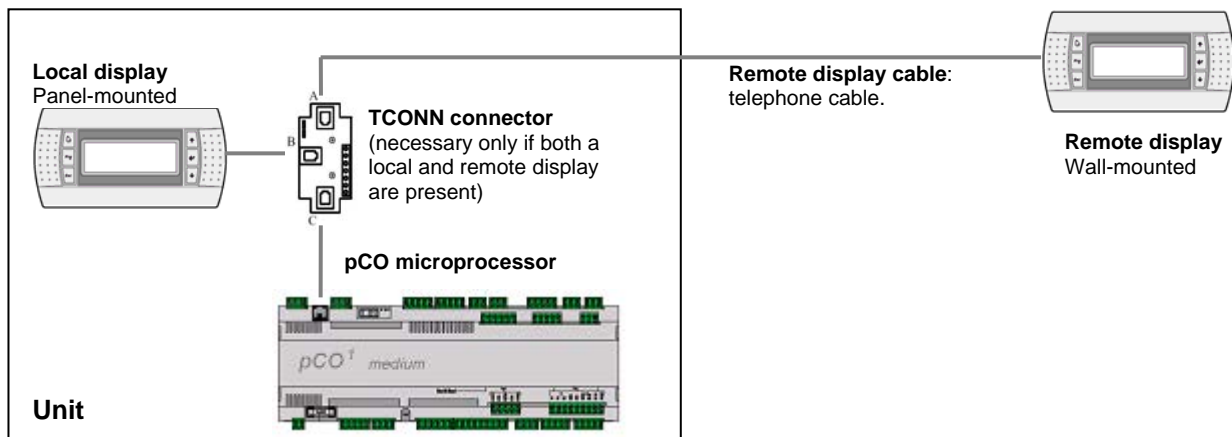 Local display
Panel-mounted
A
B
C
TCONN connector
(necessary only if both a
local and remote display
are present)
Remote display cable:
telephone cable.
Remote display
Wall-mounted
pCO microprocessor
pCO1 medium
Unit